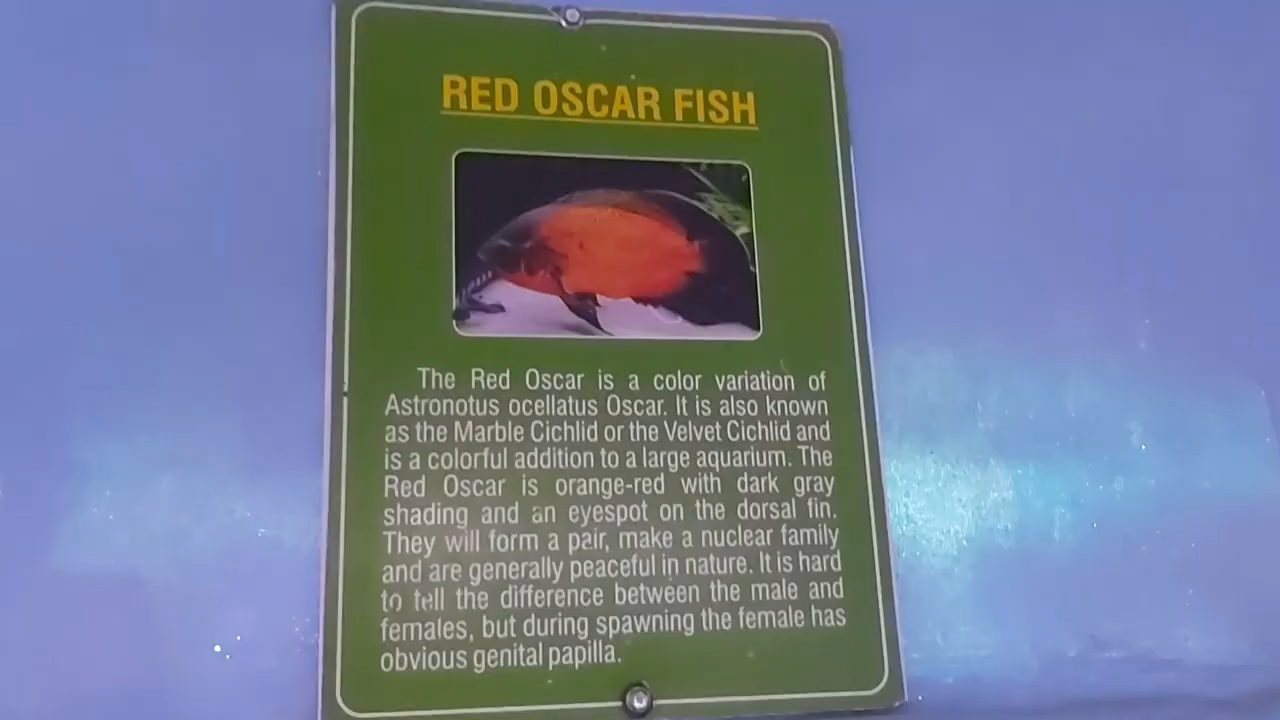 RED OSCAR FISH
The Red Oscar is a color variation of
Astronotus ocellatus Oscar. It is also known
as the Marble Cichlid or the Velvet Cichlid and
is a colorful addition to a large aquarium. The
Red Oscar is orange-red with dark gray
shading and an eyespot on the dorsal fin.
They will form a pair, make a nuclear family
and are generally peaceful in nature. It is hard
to tell the difference between the male and
females, but during spawning the female has
obvious genital papilla.